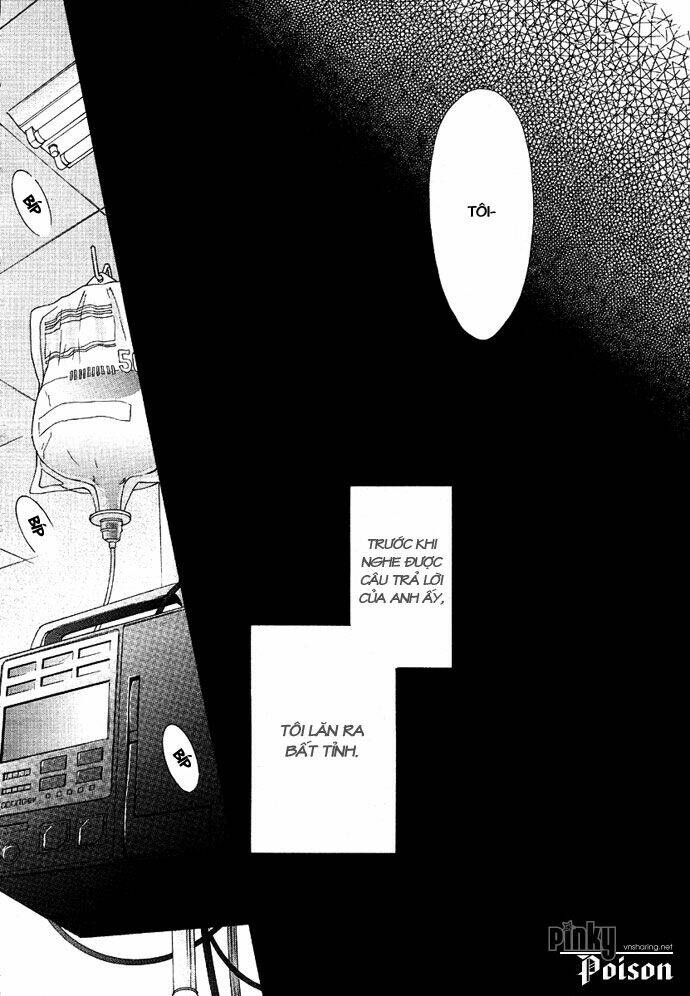 TÔI-
TRƯỚC KHI
NGHE ĐƯỢC
CÂU TRẢ LỜI
CỦA ANH ẤY,
TÔI LĂN RA
BẤT TỈNH.
BÍP
BÍP
BÍP
50
pinky
vnsharing.net
Poison